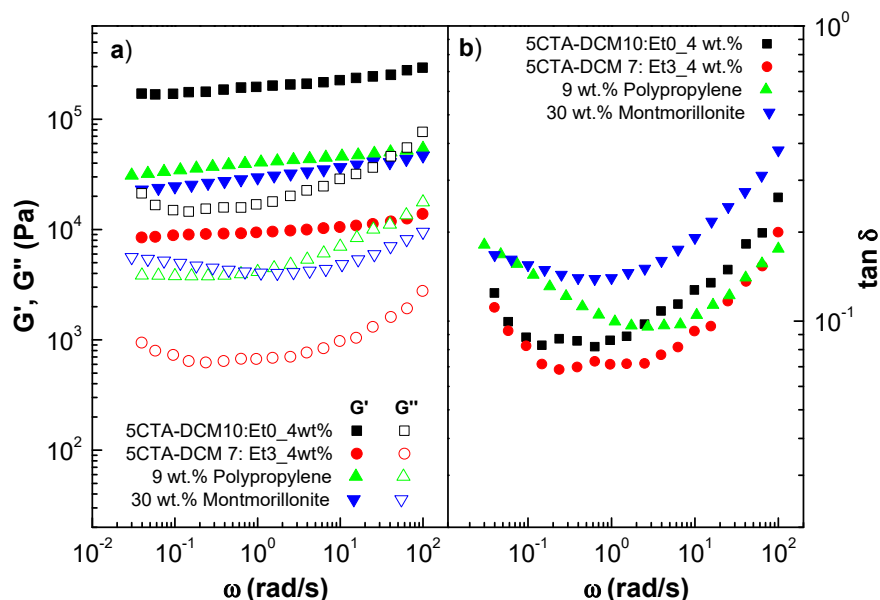 a)
G', G'' (Pa)
10^5
10^4
10^3
10^2
G' G''
5CTA-DCM10:Et0_4wt%
5CTA-DCM 7: Et3_4wt%
9 wt.% Polypropylene
30 wt.% Montmorillonite
10^-2 10^-1 10^0 10^1 10^2
ω (rad/s)
b)
5CTA-DCM10:Et0_4 wt.%
5CTA-DCM 7: Et3_4 wt.%
9 wt.% Polypropylene
30 wt.% Montmorillonite
10^0
10^-1
tan δ
10^-1 10^0 10^1 10^2
ω (rad/s)